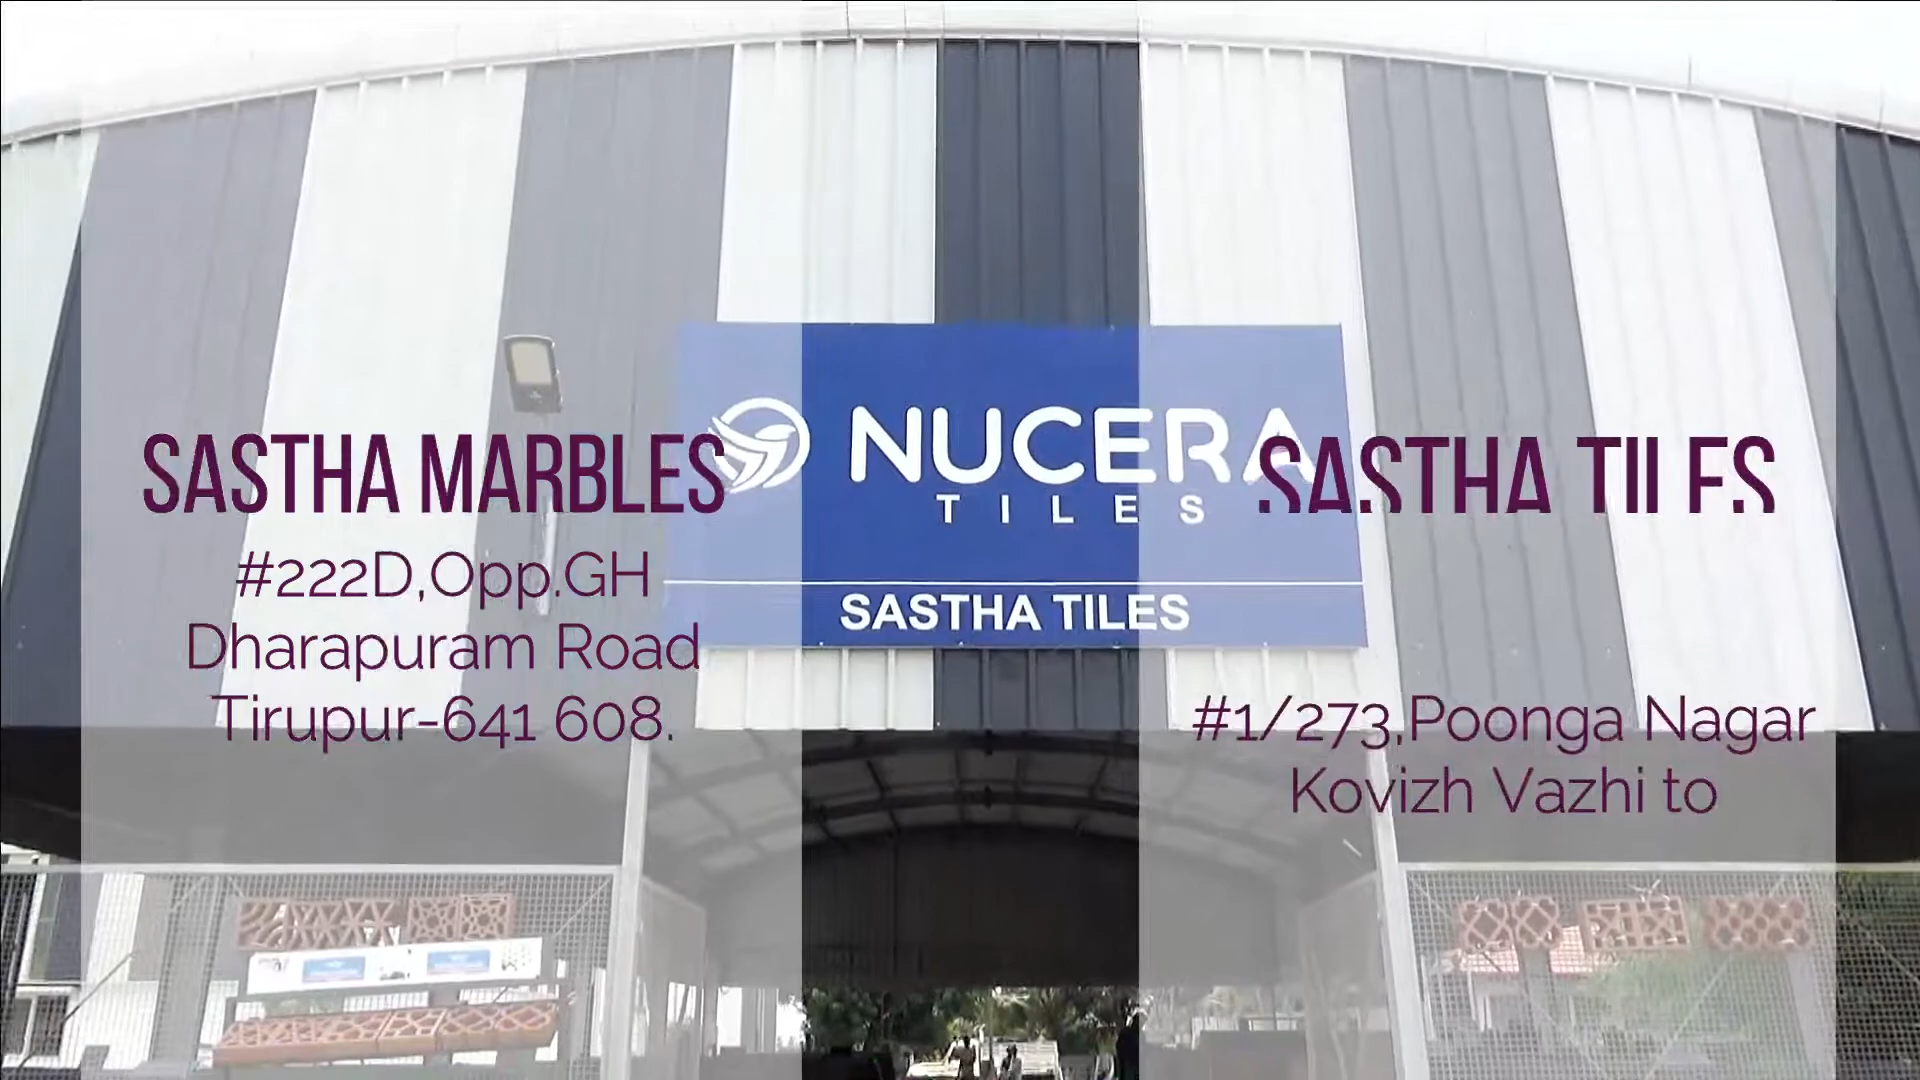 NUCERA
TILES
SASTHA TILES
SASTHA MARBLES
#222D,Opp.GH
Dharapuram Road
Tirupur-641 608.
SASTHA TILES
#1/273,Poonga Nagar
Kovizh Vazhi to